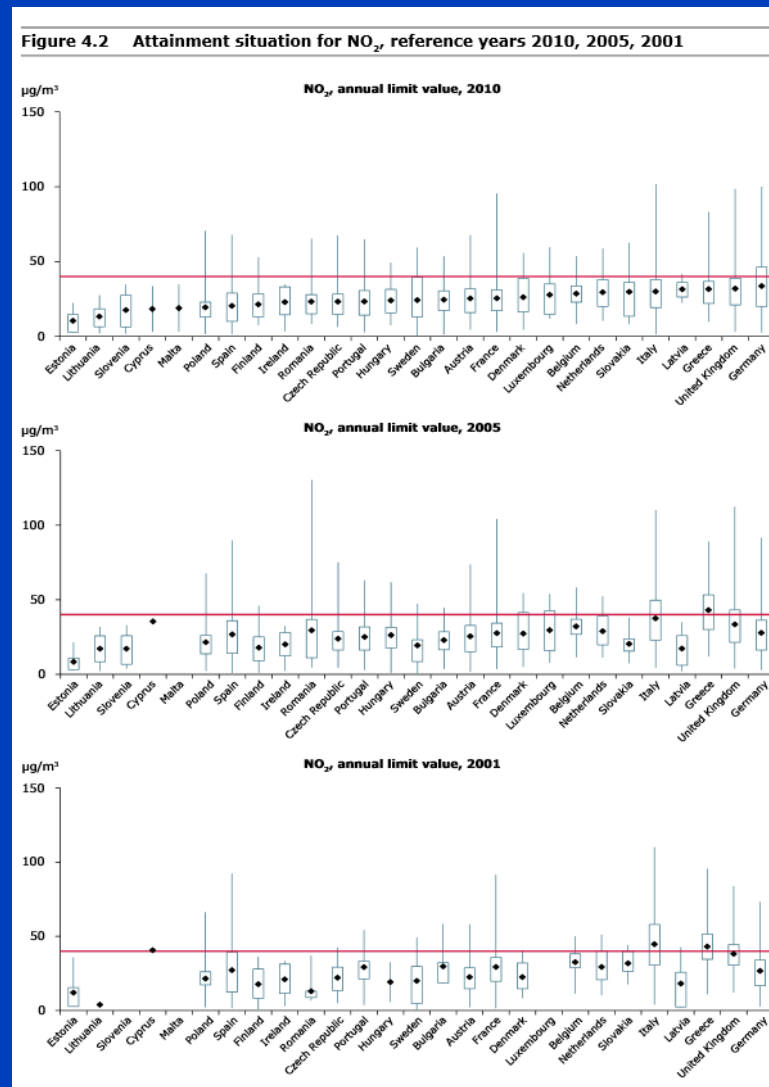 Figure 4.2 Attainment situation for NO₂, reference years 2010, 2005, 2001
µg/m³
NO₂, annual limit value, 2010
150
100
50
0
Estonia
Lithuania
Slovenia
Cyprus
Malta
Poland
Spain
Finland
Ireland
Romania
Czech Republic
Portugal
Hungary
Sweden
Bulgaria
Austria
France
Denmark
Luxembourg
Belgium
Netherlands
Slovakia
Italy
Latvia
Greece
United Kingdom
Germany
µg/m³
NO₂, annual limit value, 2005
150
100
50
0
Estonia
Lithuania
Slovenia
Cyprus
Malta
Poland
Spain
Finland
Ireland
Romania
Czech Republic
Portugal
Hungary
Sweden
Bulgaria
Austria
France
Denmark
Luxembourg
Belgium
Netherlands
Slovakia
Italy
Latvia
Greece
United Kingdom
Germany
µg/m³
NO₂, annual limit value, 2001
150
100
50
0
Estonia
Lithuania
Slovenia
Cyprus
Malta
Poland
Spain
Finland
Ireland
Romania
Czech Republic
Portugal
Hungary
Sweden
Bulgaria
Austria
France
Denmark
Luxembourg
Belgium
Netherlands
Slovakia
Italy
Latvia
Greece
United Kingdom
Germany